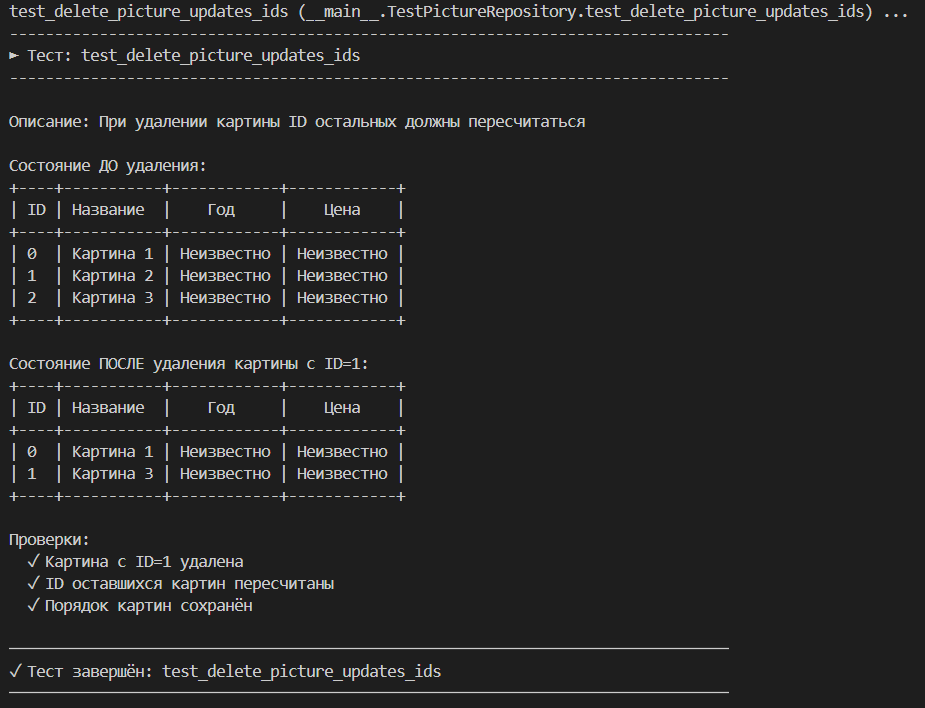 test_delete_picture_updates_ids (__main__.TestPictureRepository.test_delete_picture_updates_ids) ...
--------------------------------------------------------------------------------
► Тест: test_delete_picture_updates_ids
--------------------------------------------------------------------------------
Описание: При удалении картины ID остальных должны пересчитаться
Состояние ДО удаления:
+----+-----------+------------+------------+
| ID | Название  |    Год     |    Цена    |
+----+-----------+------------+------------+
| 0  | Картина 1 | Неизвестно | Неизвестно |
| 1  | Картина 2 | Неизвестно | Неизвестно |
| 2  | Картина 3 | Неизвестно | Неизвестно |
+----+-----------+------------+------------+
Состояние ПОСЛЕ удаления картины с ID=1:
+----+-----------+------------+------------+
| ID | Название  |    Год     |    Цена    |
+----+-----------+------------+------------+
| 0  | Картина 1 | Неизвестно | Неизвестно |
| 1  | Картина 3 | Неизвестно | Неизвестно |
+----+-----------+------------+------------+
Проверки:
✓ Картина с ID=1 удалена
✓ ID оставшихся картин пересчитаны
✓ Порядок картин сохранён
────────────────────────────────────────────────────────────────────────────────
✓ Тест завершён: test_delete_picture_updates_ids
────────────────────────────────────────────────────────────────────────────────